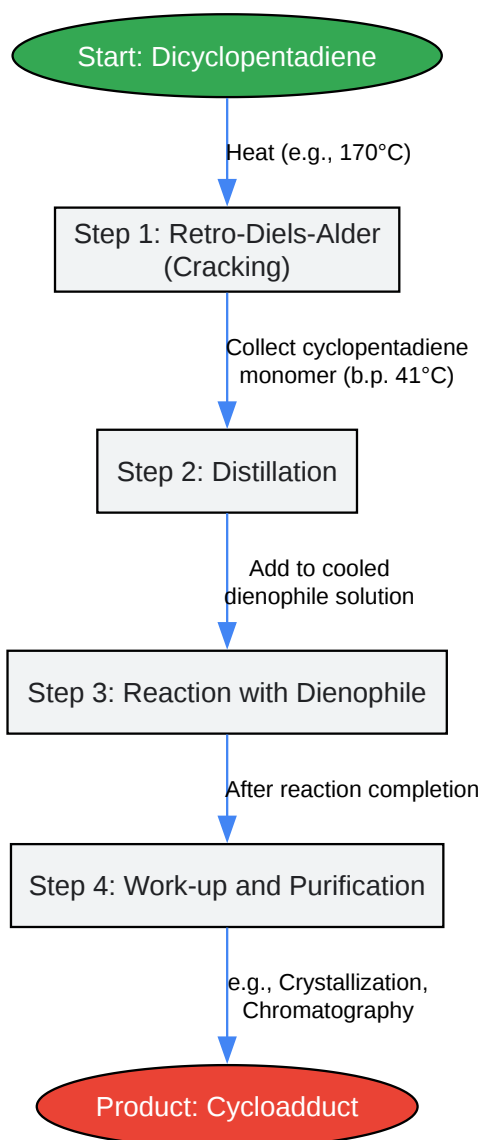 Start: Dicyclopentadiene
Heat (e.g., 170°C)
Step 1: Retro-Diels-Alder
(Cracking)
Collect cyclopentadiene
monomer (b.p. 41°C)
Step 2: Distillation
Add to cooled
dienophile solution
Step 3: Reaction with Dienophile
After reaction completion
Step 4: Work-up and Purification
e.g., Crystallization,
Chromatography
Product: Cycloadduct